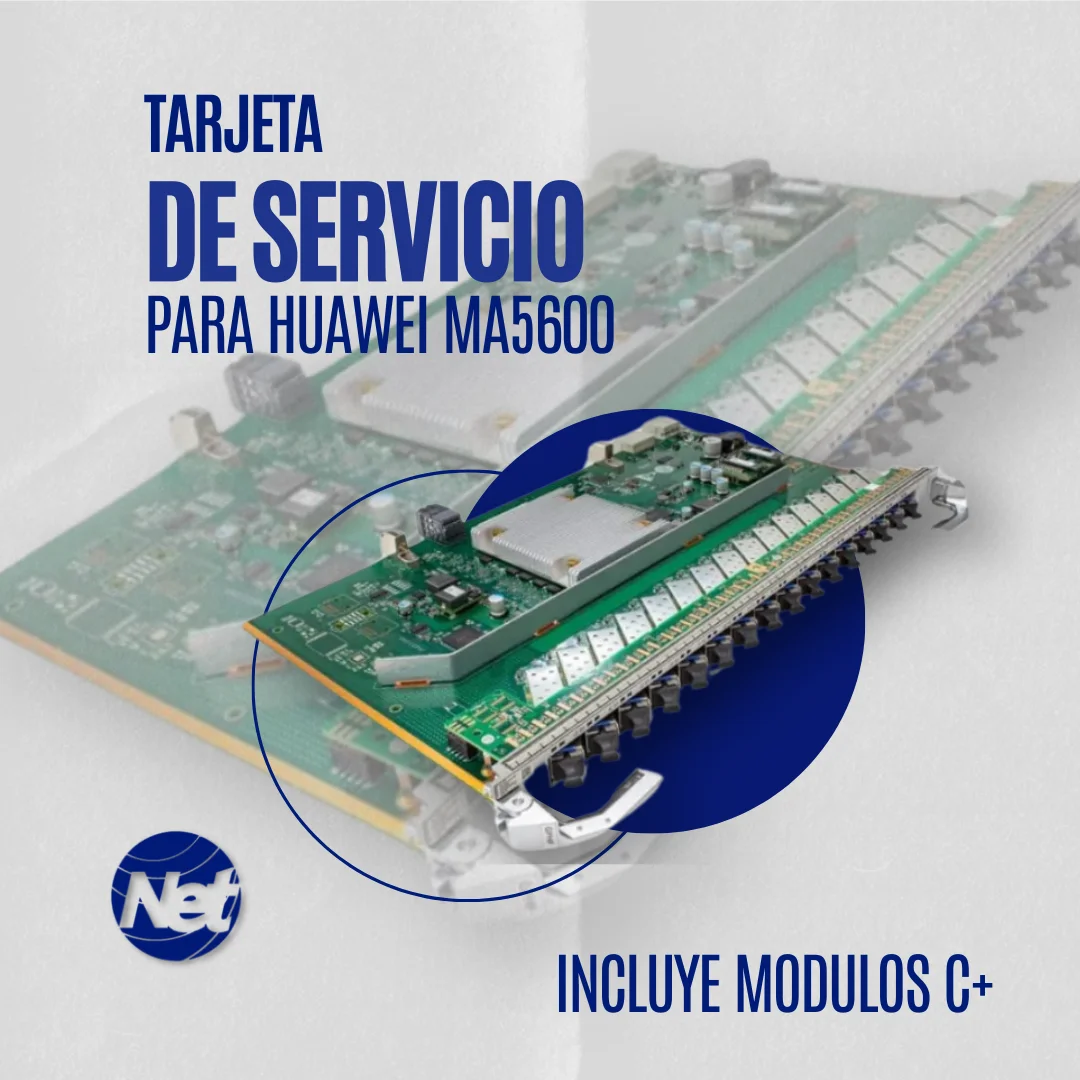 TARJETA
DE SERVICIO
PARA HUAWEI MA5600
Net
INCLUYE MODULOS C+